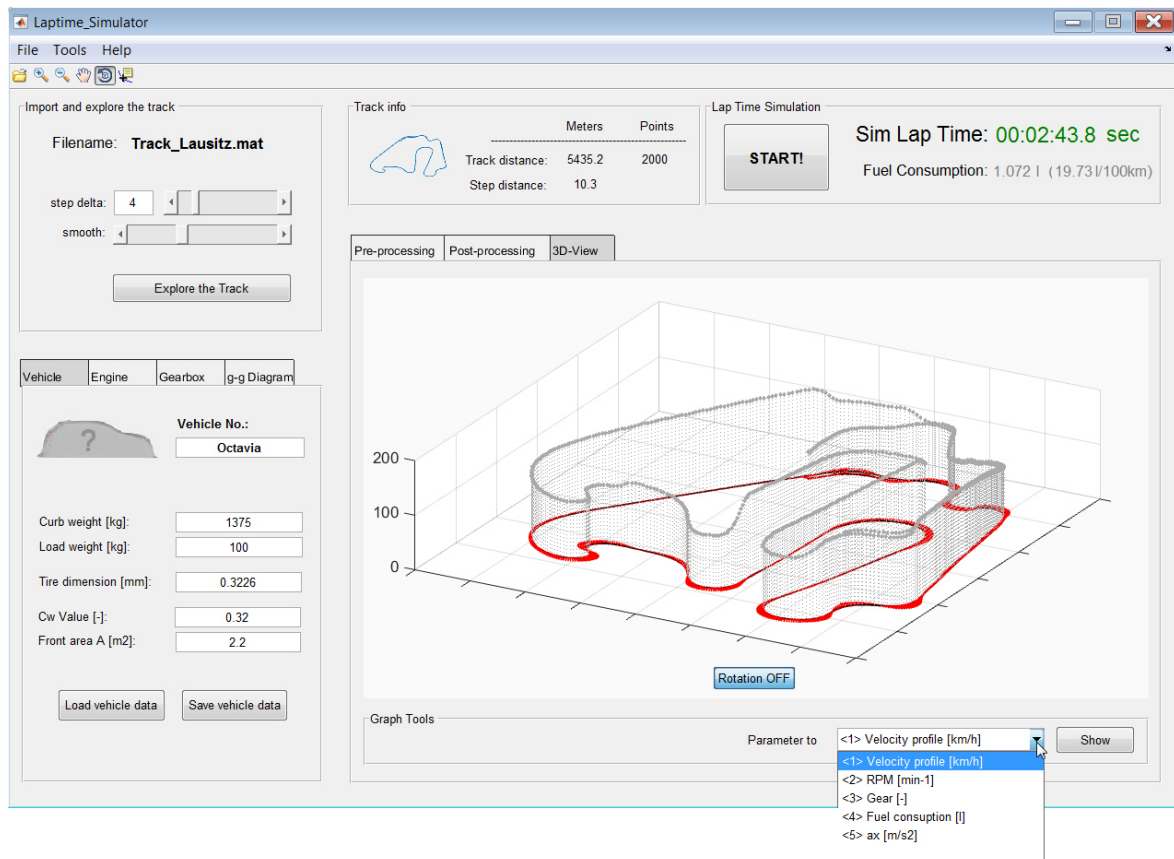 Laptime_Simulator
File Tools Help
Import and explore the track
Filename: Track_Lausitz.mat
step delta: 4
smooth:
Explore the Track
Track info
Meters Points
Track distance: 5435.2 2000
Step distance: 10.3
Lap Time Simulation
START!
Sim Lap Time: 00:02:43.8 sec
Fuel Consumption: 1.072 l (19.73 l/100km)
Vehicle Engine Gearbox g-g Diagram
?
Vehicle No.:
Octavia
Curb weight [kg]: 1375
Load weight [kg]: 100
Tire dimension [mm]: 0.3226
Cw Value [-]: 0.32
Front area A [m2]: 2.2
Load vehicle data Save vehicle data
Pre-processing Post-processing 3D-View
200
100
0
Rotation OFF
Graph Tools
Parameter to <1> Velocity profile [km/h] Show
<1> Velocity profile [km/h]
<2> RPM [min-1]
<3> Gear [-]
<4> Fuel consuption [l]
<5> ax [m/s2]